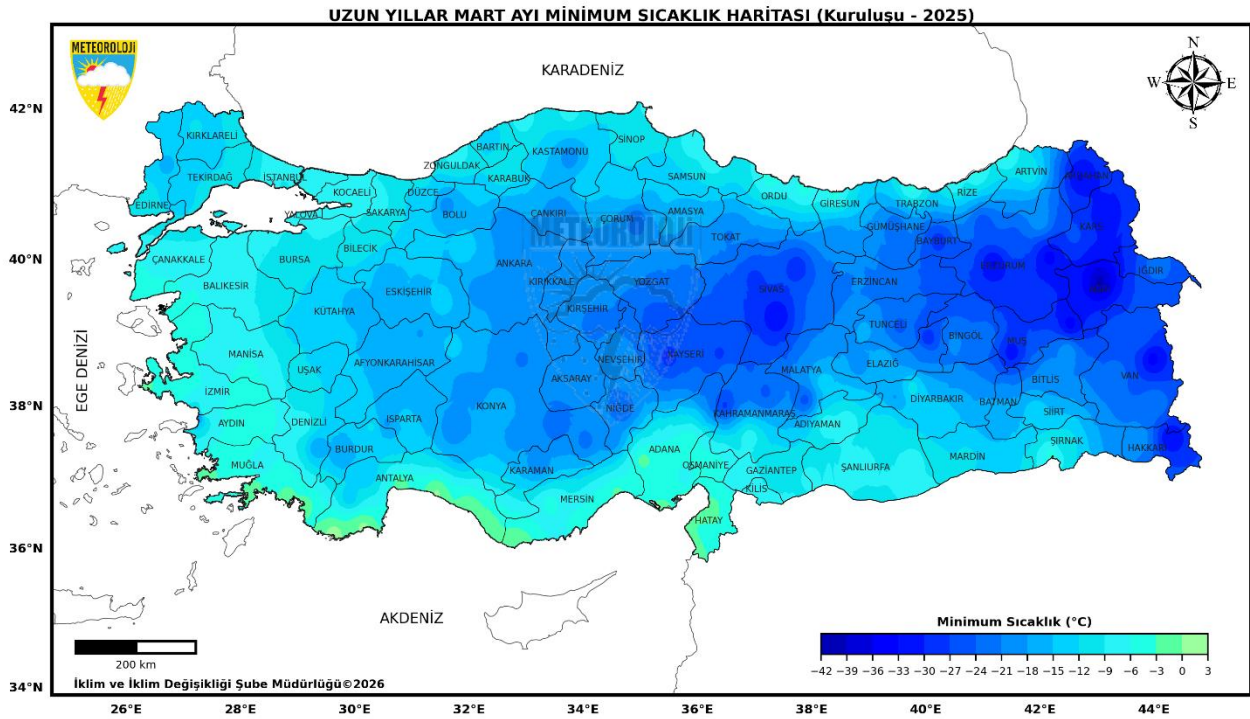 UZUN YILLAR MART AYI MİNİMUM SICAKLIK HARİTASI (Kuruluşu - 2025)
METEOROLOJİ
KARADENİZ
N
W E
S
42°N
40°N
38°N
36°N
34°N
EGE DENİZİ
AKDENİZ
KIRKLARELİ
TEKİRDAĞ
İSTANBUL
EDİRNE
KOCAELİ
YALOVA
SAKARYA
DÜZCE
ZONGULDAK
BARTIN
KARABÜK
KASTAMONU
SİNOP
SAMSUN
ORDU
GİRESUN
TRABZON
RİZE
ARTVİN
ARDAHAN
KARS
IĞDIR
BOLU
ÇANKIRI
ÇORUM
AMASYA
TOKAT
GÜMÜŞHANE
BAYBURT
ERZURUM
METEOROLOJİ
ÇANAKKALE
BALIKESİR
BURSA
BİLECİK
ESKİŞEHİR
ANKARA
KIRIKKALE
YOZGAT
SİVAS
ERZİNCAN
KÜTAHYA
KIRŞEHİR
TUNCELİ
BİNGÖL
MUŞ
MANİSA
UŞAK
AFYONKARAHİSAR
NEVŞEHİR
KAYSERİ
MALATYA
ELAZIĞ
BİTLİS
VAN
İZMİR
AKSARAY
KONYA
NİĞDE
KAHRAMANMARAŞ
ADIYAMAN
DİYARBAKIR
BATMAN
SİİRT
AYDIN
DENİZLİ
ISPARTA
BURDUR
ADANA
OSMANİYE
GAZİANTEP
KİLİS
ŞANLIURFA
MARDİN
ŞIRNAK
HAKKARİ
MUĞLA
ANTALYA
KARAMAN
MERSİN
HATAY
200 km
İklim ve İklim Değişikliği Şube Müdürlüğü©2026
Minimum Sıcaklık (°C)
−42 −39 −36 −33 −30 −27 −24 −21 −18 −15 −12 −9 −6 −3 0 3
26°E 28°E 30°E 32°E 34°E 36°E 38°E 40°E 42°E 44°E